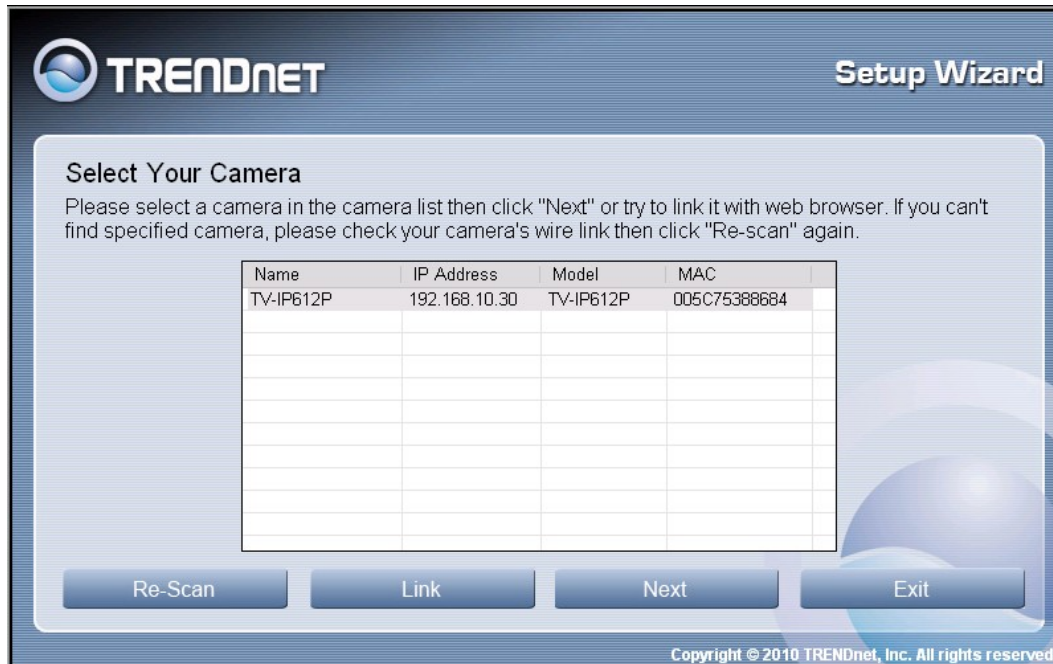 TRENDNET
Setup Wizard
Select Your Camera
Please select a camera in the camera list then click "Next" or try to link it with web browser. If you can't
find specified camera, please check your camera's wire link then click "Re-scan" again.
Name IP Address Model MAC
TV-IP612P 192.168.10.30 TV-IP612P 005C75388684
Re-Scan Link Next Exit
Copyright © 2010 TRENDnet, Inc. All rights reserved